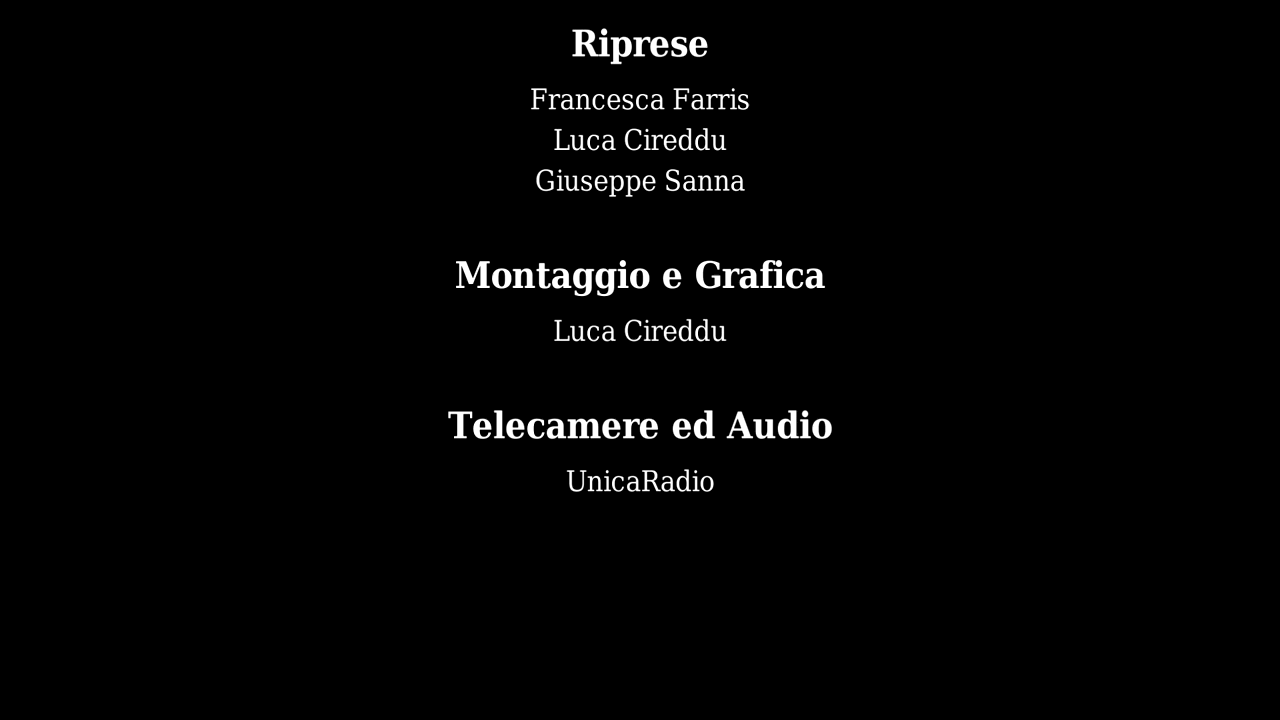 Riprese
Francesca Farris
Luca Cireddu
Giuseppe Sanna
Montaggio e Grafica
Luca Cireddu
Telecamere ed Audio
UnicaRadio